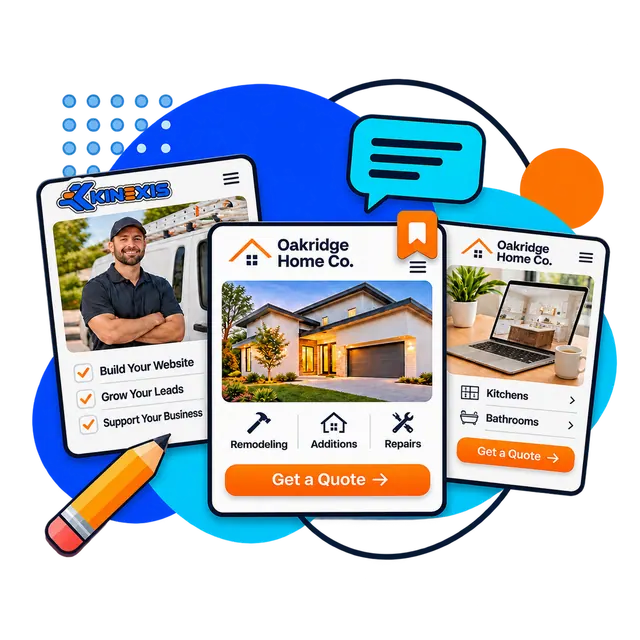 KINEXIS
Build Your Website
Grow Your Leads
Support Your Business
Oakridge
Home Co.
Remodeling
Additions
Repairs
Get a Quote →
Oakridge
Home Co.
Kitchens
Bathrooms
Get a Quote →